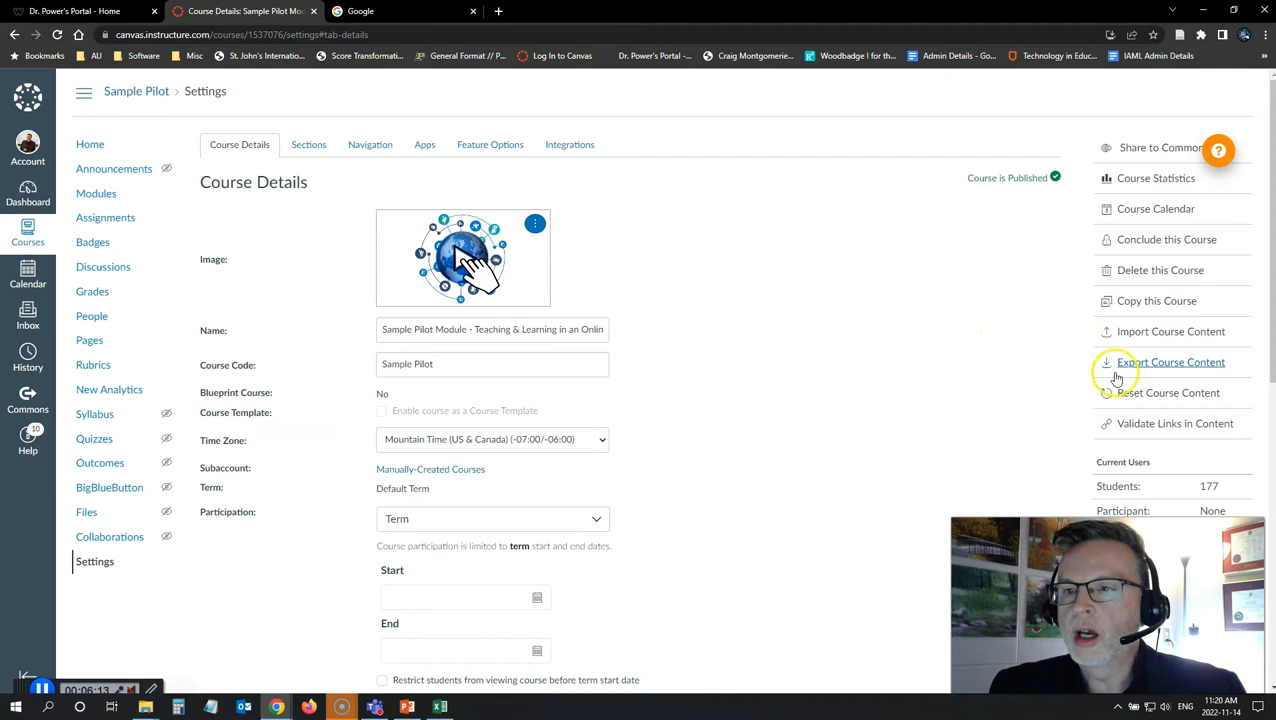 Dr. Power's Portal - Home
Course Details: Sample Pilot Mo
Google
canvas.instructure.com/courses/1537076/settings#tab-details
Bookmarks
AU
Software
Misc
St. John's Internatio...
Score Transformatio...
General Format // P...
Log In to Canvas
Dr. Power's Portal -...
Craig Montgomerie...
Woodbadge I for th...
Admin Details - Go...
Technology in Educ...
IAML Admin Details
Sample Pilot › Settings
Account
Dashboard
Courses
Calendar
Inbox
History
Commons
10
Help
Home
Announcements
Modules
Assignments
Badges
Discussions
Grades
People
Pages
Rubrics
New Analytics
Syllabus
Quizzes
Outcomes
BigBlueButton
Files
Collaborations
Settings
Course Details
Sections
Navigation
Apps
Feature Options
Integrations
Course Details
Course is Published
Image:
Name:
Sample Pilot Module - Teaching & Learning in an Onlin
Course Code:
Sample Pilot
Blueprint Course:
No
Course Template:
Enable course as a Course Template
Time Zone:
Mountain Time (US & Canada) (-07:00/-06:00)
Subaccount:
Manually-Created Courses
Term:
Default Term
Participation:
Term
Course participation is limited to term start and end dates.
Start
End
Restrict students from viewing course before term start date
Share to Common
?
Course Statistics
Course Calendar
Conclude this Course
Delete this Course
Copy this Course
Import Course Content
Export Course Content
Reset Course Content
Validate Links in Content
Current Users
Students: 177
Participant: None
00:06:13
ENG
11:20 AM
2022-11-14